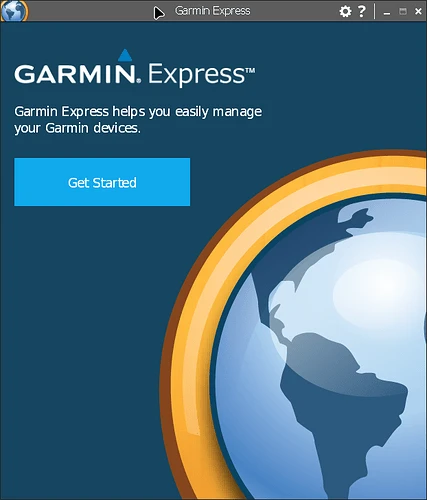 Garmin Express
GARMIN. Express™
Garmin Express helps you easily manage
your Garmin devices.
Get Started